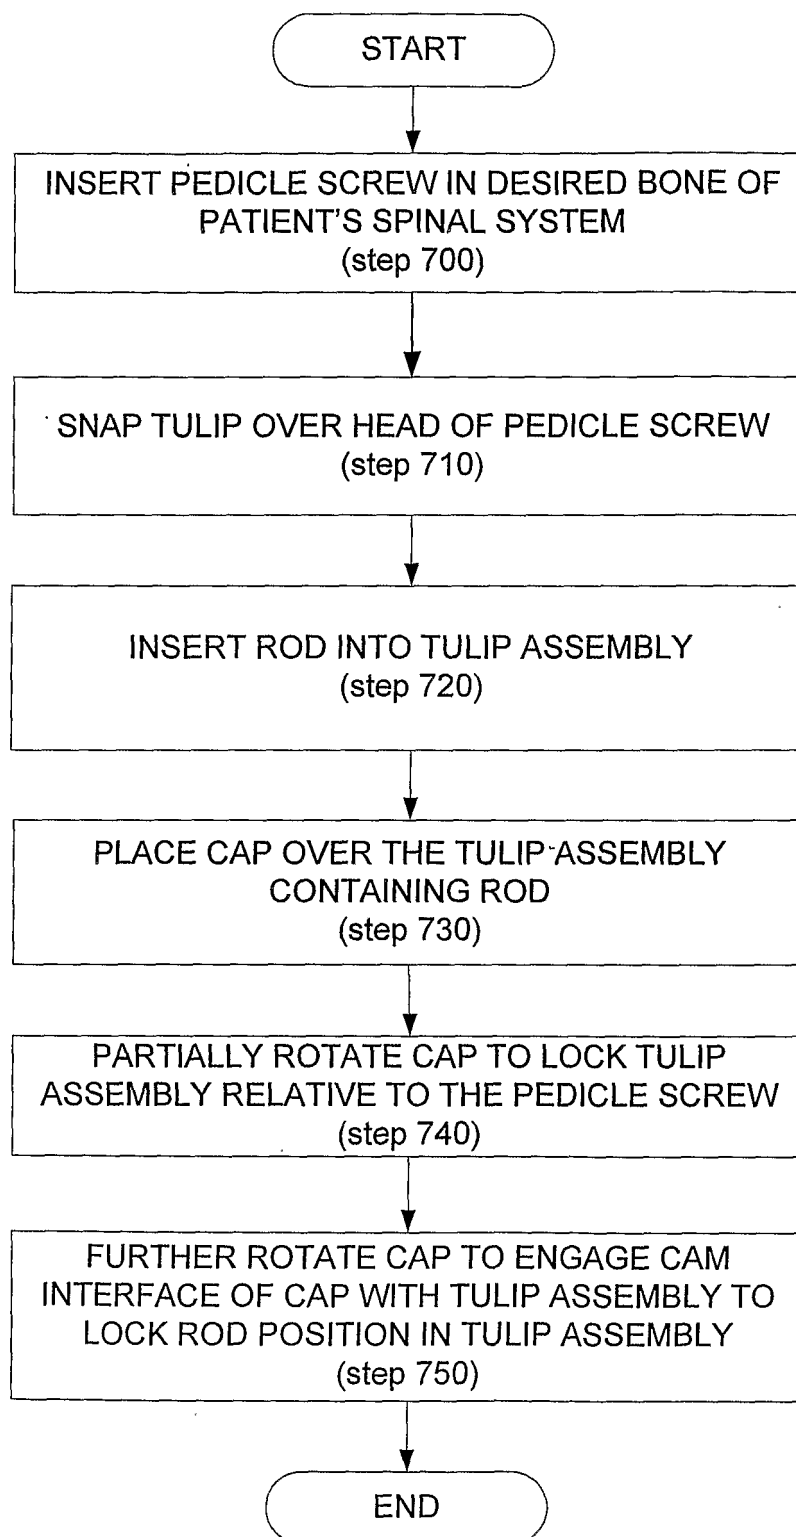 START
INSERT PEDICLE SCREW IN DESIRED BONE OF
PATIENT'S SPINAL SYSTEM
(step 700)
SNAP TULIP OVER HEAD OF PEDICLE SCREW
(step 710)
INSERT ROD INTO TULIP ASSEMBLY
(step 720)
PLACE CAP OVER THE TULIP ASSEMBLY
CONTAINING ROD
(step 730)
PARTIALLY ROTATE CAP TO LOCK TULIP
ASSEMBLY RELATIVE TO THE PEDICLE SCREW
(step 740)
FURTHER ROTATE CAP TO ENGAGE CAM
INTERFACE OF CAP WITH TULIP ASSEMBLY TO
LOCK ROD POSITION IN TULIP ASSEMBLY
(step 750)
END